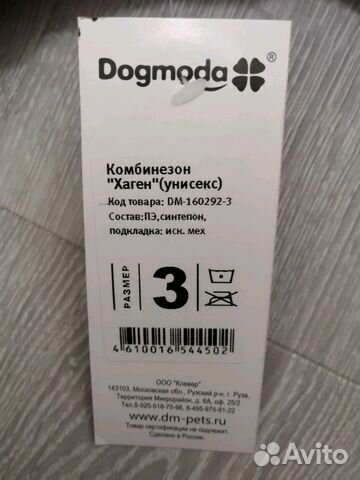 Dogmoda®
Комбинезон
"Хаген"(унисекс)
Код товара: DM-160292-3
Состав:ПЭ,синтепон,
подкладка: иск. мех
РАЗМЕР
3
4 610016 544502
ООО "Клевер"
143103, Московская обл., Рузский р-н, г. Руза,
Территория Микрорайон, д. 6А, оф. 25/2
Тел. 8-925-518-75-98, 8-495-975-91-22
www.dm-pets.ru
Товар сертификации не подлежит.
Сделано в России.
Avito